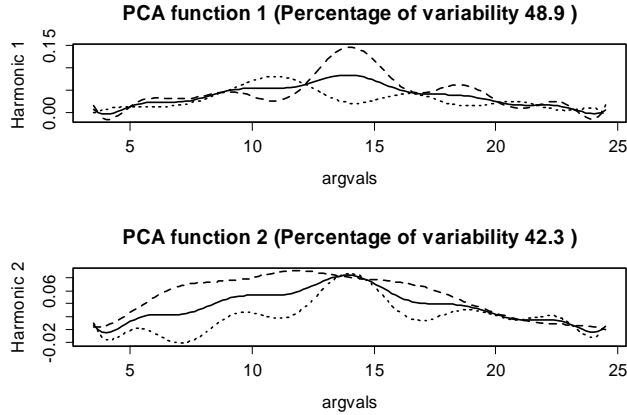 PCA function 1 (Percentage of variability 48.9 )
Harmonic 1
0.15
0.00
5 10 15 20 25
argvals
PCA function 2 (Percentage of variability 42.3 )
Harmonic 2
0.06
-0.02
5 10 15 20 25
argvals